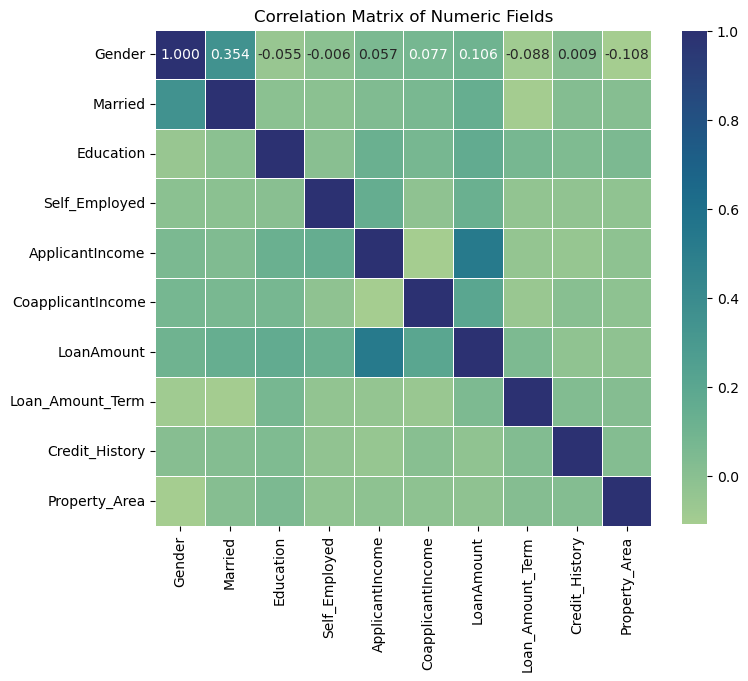 Correlation Matrix of Numeric Fields
Gender 1.000 0.354 -0.055 -0.006 0.057 0.077 0.106 -0.088 0.009 -0.108
Married
Education
Self_Employed
ApplicantIncome
CoapplicantIncome
LoanAmount
Loan_Amount_Term
Credit_History
Property_Area
Gender
Married
Education
Self_Employed
ApplicantIncome
CoapplicantIncome
LoanAmount
Loan_Amount_Term
Credit_History
Property_Area
1.0
0.8
0.6
0.4
0.2
0.0